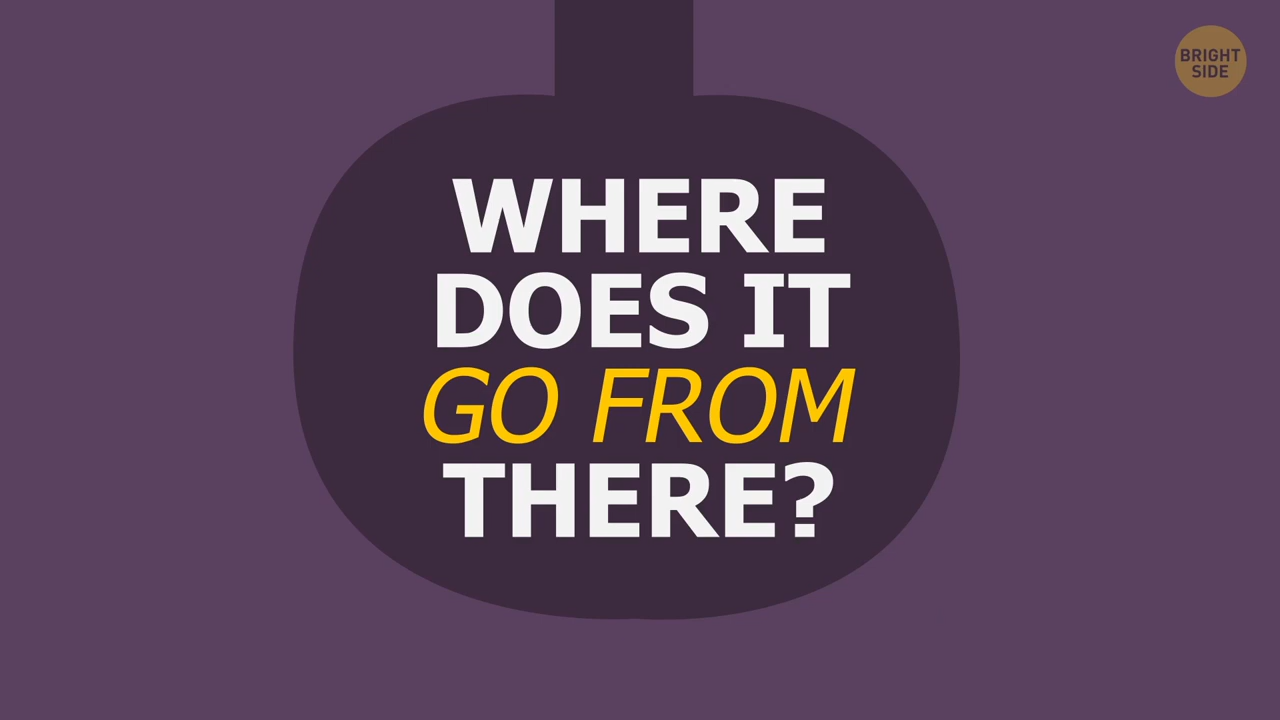 BRIGHT
SIDE
WHERE
DOES IT
GO FROM
THERE?